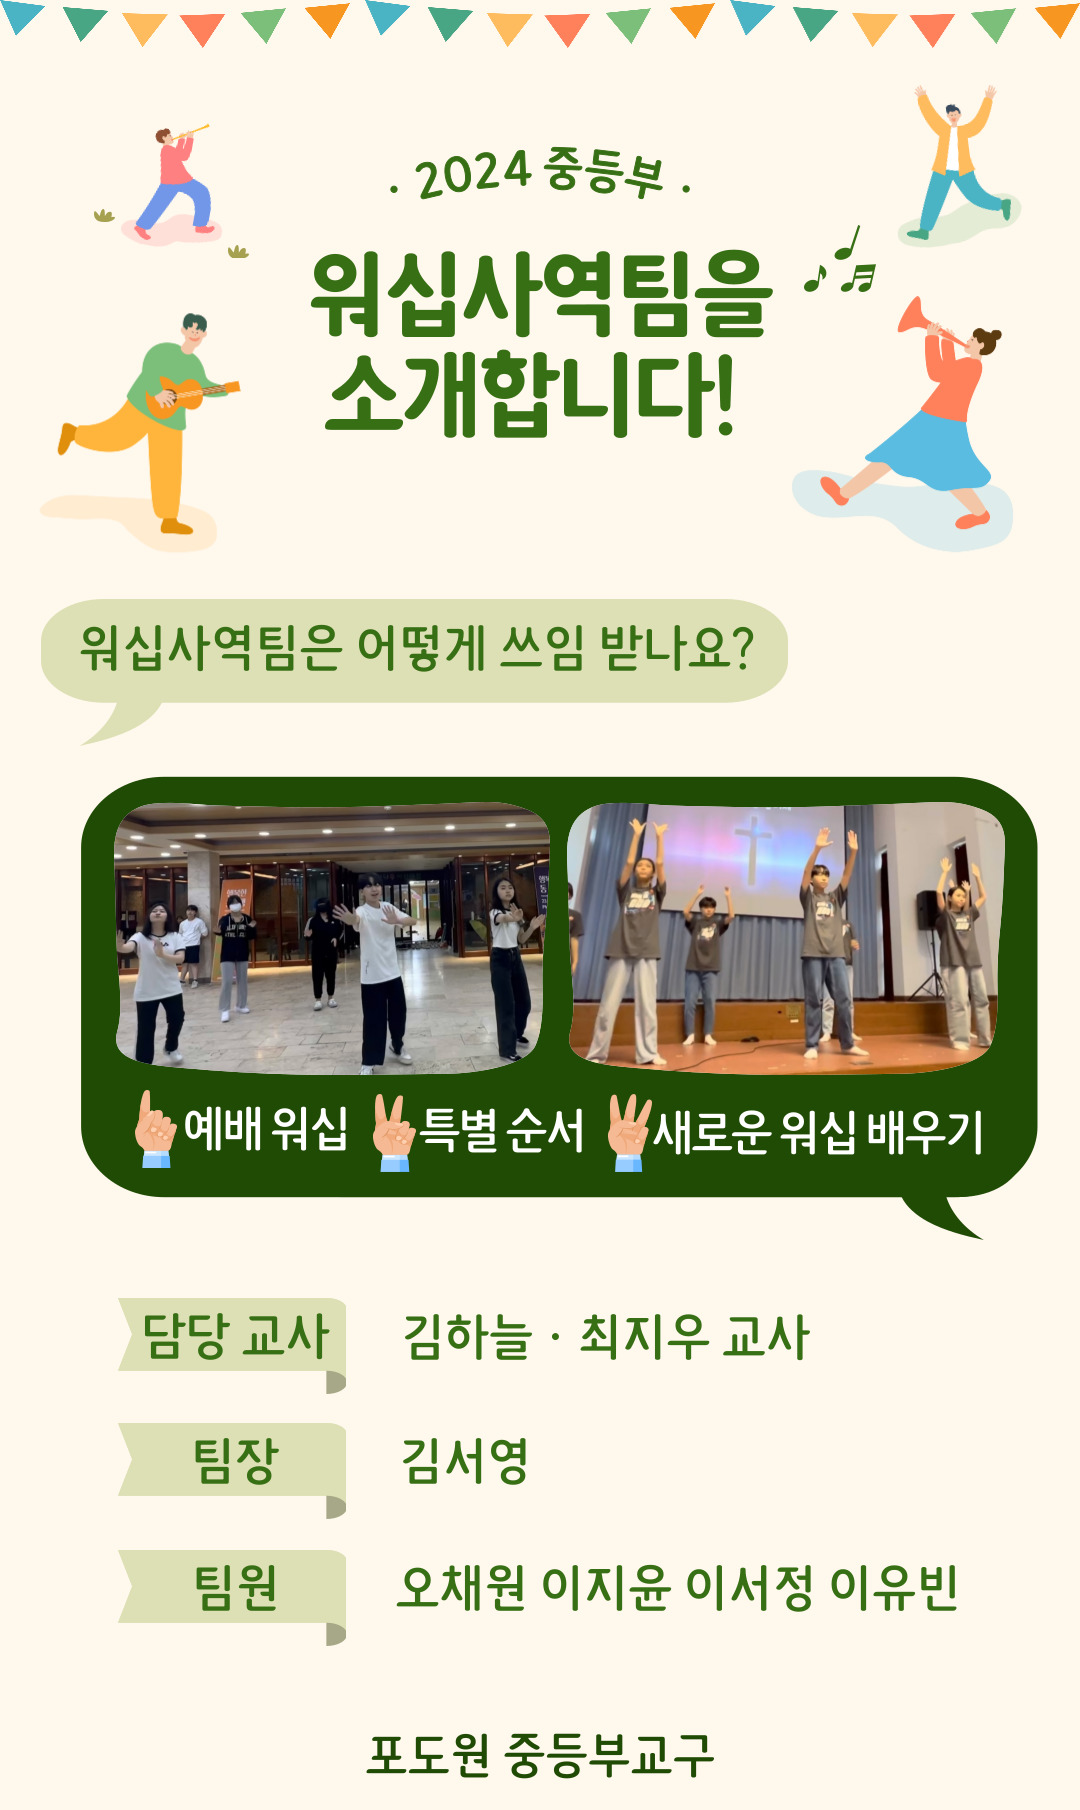 · 2024 중등부 ·
워십사역팀을
소개합니다!
워십사역팀은 어떻게 쓰임 받나요?
예배 워십 특별 순서 새로운 워십 배우기
담당 교사 김하늘 · 최지우 교사
팀장 김서영
팀원 오채원 이지윤 이서정 이유빈
포도원 중등부교구